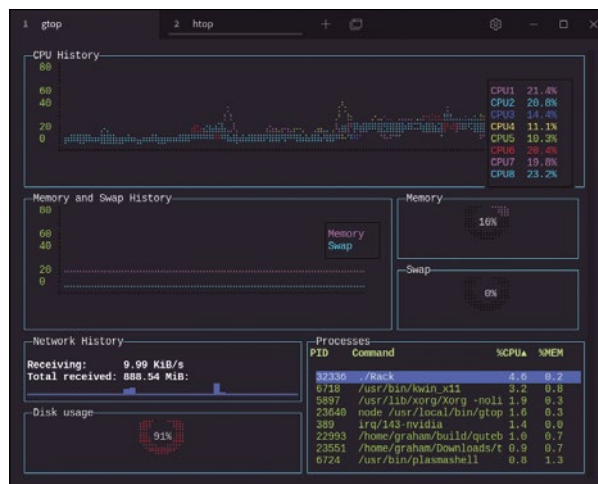 1 gtop 2 htop
CPU History
80
60
40
20
0
CPU1 21.4%
CPU2 20.8%
CPU3 14.4%
CPU4 11.1%
CPU5 10.3%
CPU6 20.4%
CPU7 19.8%
CPU8 23.2%
Memory and Swap History
80
60
40
20
0
Memory
Swap
Memory
16%
Swap
0%
Network History
Receiving: 9.99 KiB/s
Total received: 888.54 MiB:
Disk usage
91%
Processes
PID Command %CPU▲ %MEM
32336 ./Rack 4.6 0.2
6718 /usr/bin/kwin_x11 3.2 0.8
5897 /usr/lib/xorg/Xorg -noli 1.9 0.3
23640 node /usr/local/bin/gtop 1.6 0.3
389 irq/143-nvidia 1.4 0.0
22993 /home/graham/build/quteb 1.0 0.7
23551 /home/graham/Downloads/t 0.9 0.7
6724 /usr/bin/plasmashell 0.8 1.3